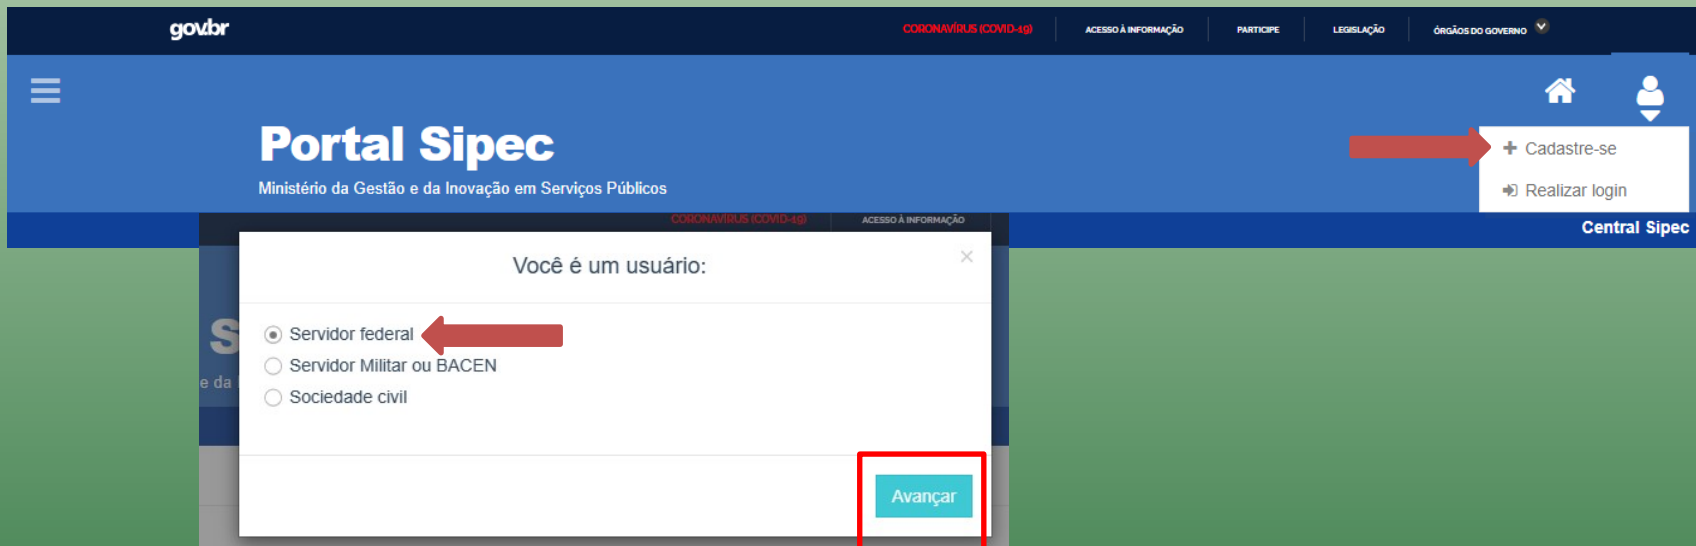 gov.br
CORONAVÍRUS (COVID-19)
ACESSO À INFORMAÇÃO
PARTICIPE
LEGISLAÇÃO
ÓRGÃOS DO GOVERNO
Portal Sipec
Ministério da Gestão e da Inovação em Serviços Públicos
Cadastre-se
Realizar login
Central Sipec
CORONAVÍRUS (COVID-19)
ACESSO À INFORMAÇÃO
Você é um usuário:
×
S
e da
Servidor federal
Servidor Militar ou BACEN
Sociedade civil
Avançar